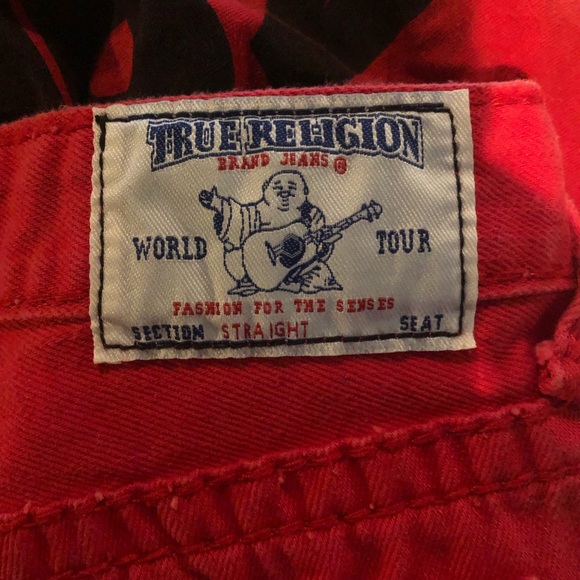 TRUE RELIGION
BRAND JEANS ®
WORLD TOUR
FASHION FOR THE SENSES
SECTION STRAIGHT SEAT